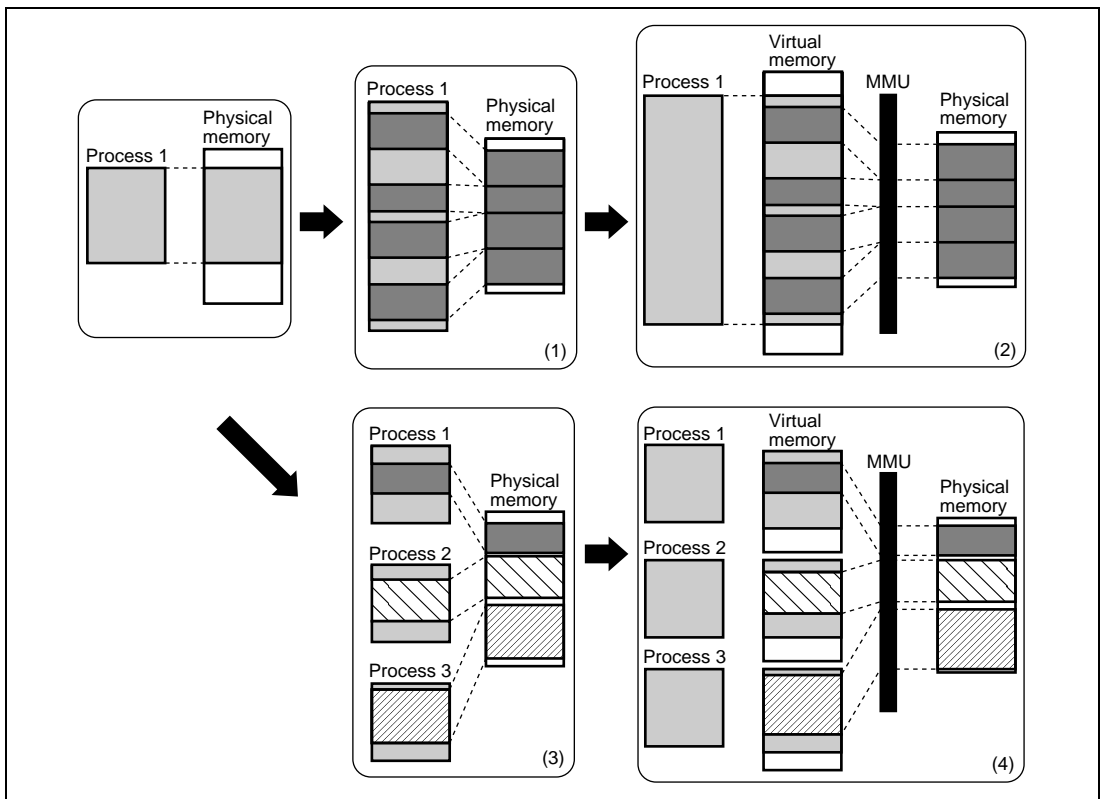 Process 1
Physical
memory
Process 1
Physical
memory
(1)
Process 1
Virtual
memory
MMU
Physical
memory
(2)
Process 1
Process 2
Process 3
Physical
memory
(3)
Process 1
Process 2
Process 3
Virtual
memory
MMU
Physical
memory
(4)